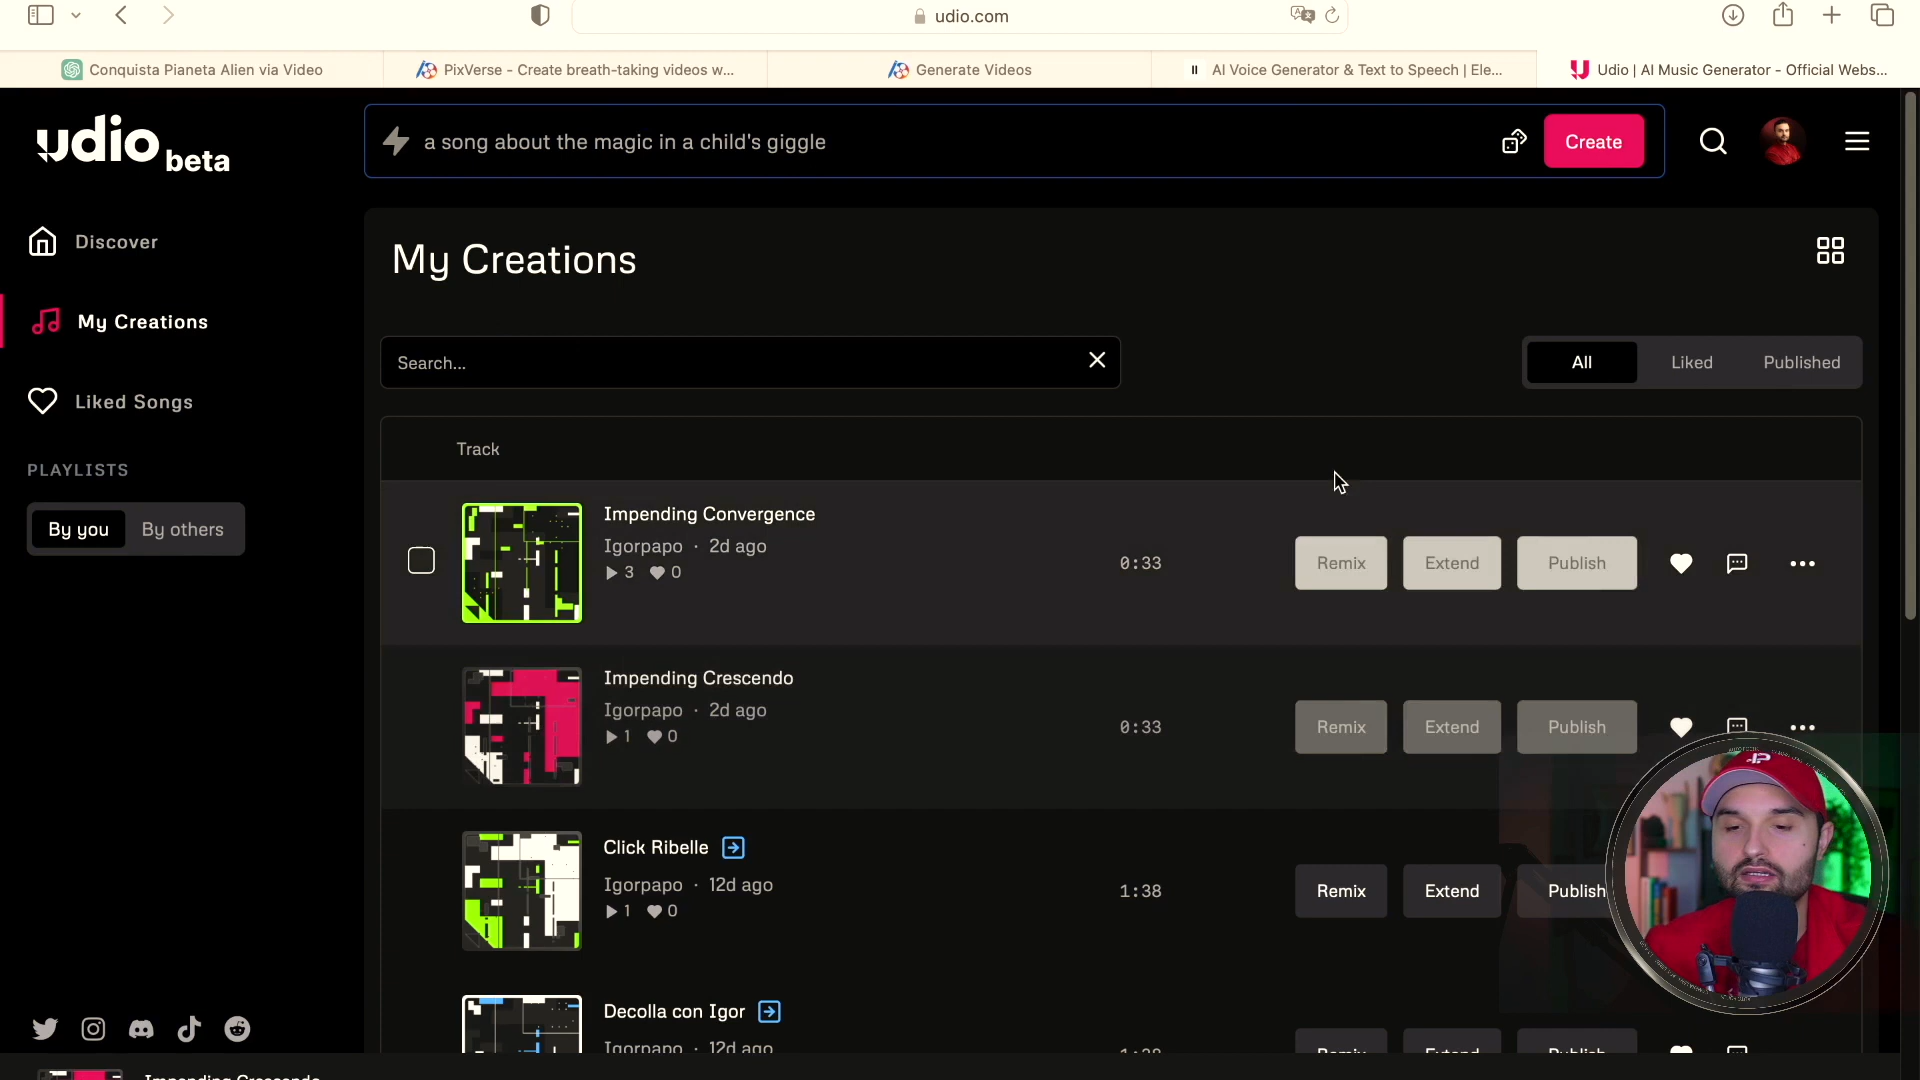 udio.com
Conquista Pianeta Alien via Video
PixVerse - Create breath-taking videos w...
Generate Videos
AI Voice Generator & Text to Speech | Ele...
Udio | AI Music Generator - Official Webs...
udio beta
a song about the magic in a child's giggle
Create
Discover
My Creations
Liked Songs
PLAYLISTS
By you
By others
My Creations
Search...
All
Liked
Published
Track
Impending Convergence
Igorpapo · 2d ago
3
0
0:33
Remix
Extend
Publish
Impending Crescendo
Igorpapo · 2d ago
1
0
0:33
Remix
Extend
Publish
Click Ribelle
Igorpapo · 12d ago
1
0
1:38
Remix
Extend
Publish
Decolla con Igor
Igorpapo · 12d ago
Remix
Extend
Publish
Impending Crescendo